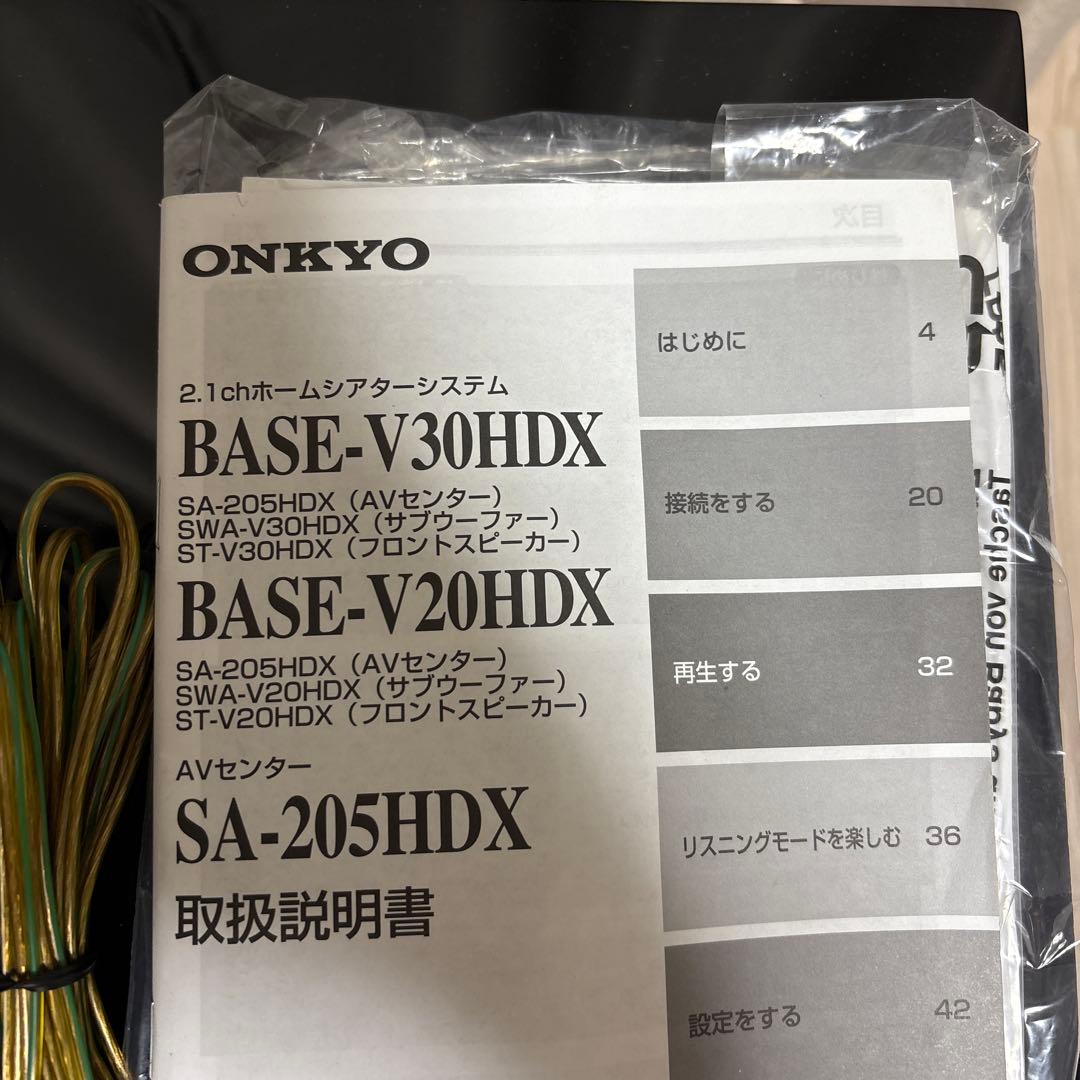 ONKYO
2.1chホームシアターシステム
BASE-V30HDX
SA-205HDX（AVセンター）
SWA-V30HDX（サブウーファー）
ST-V30HDX（フロントスピーカー）
BASE-V20HDX
SA-205HDX（AVセンター）
SWA-V20HDX（サブウーファー）
ST-V20HDX（フロントスピーカー）
AVセンター
SA-205HDX
取扱説明書
目次
はじめに 4
接続をする 20
再生する 32
リスニングモードを楽しむ 36
設定をする 42
Tasche von